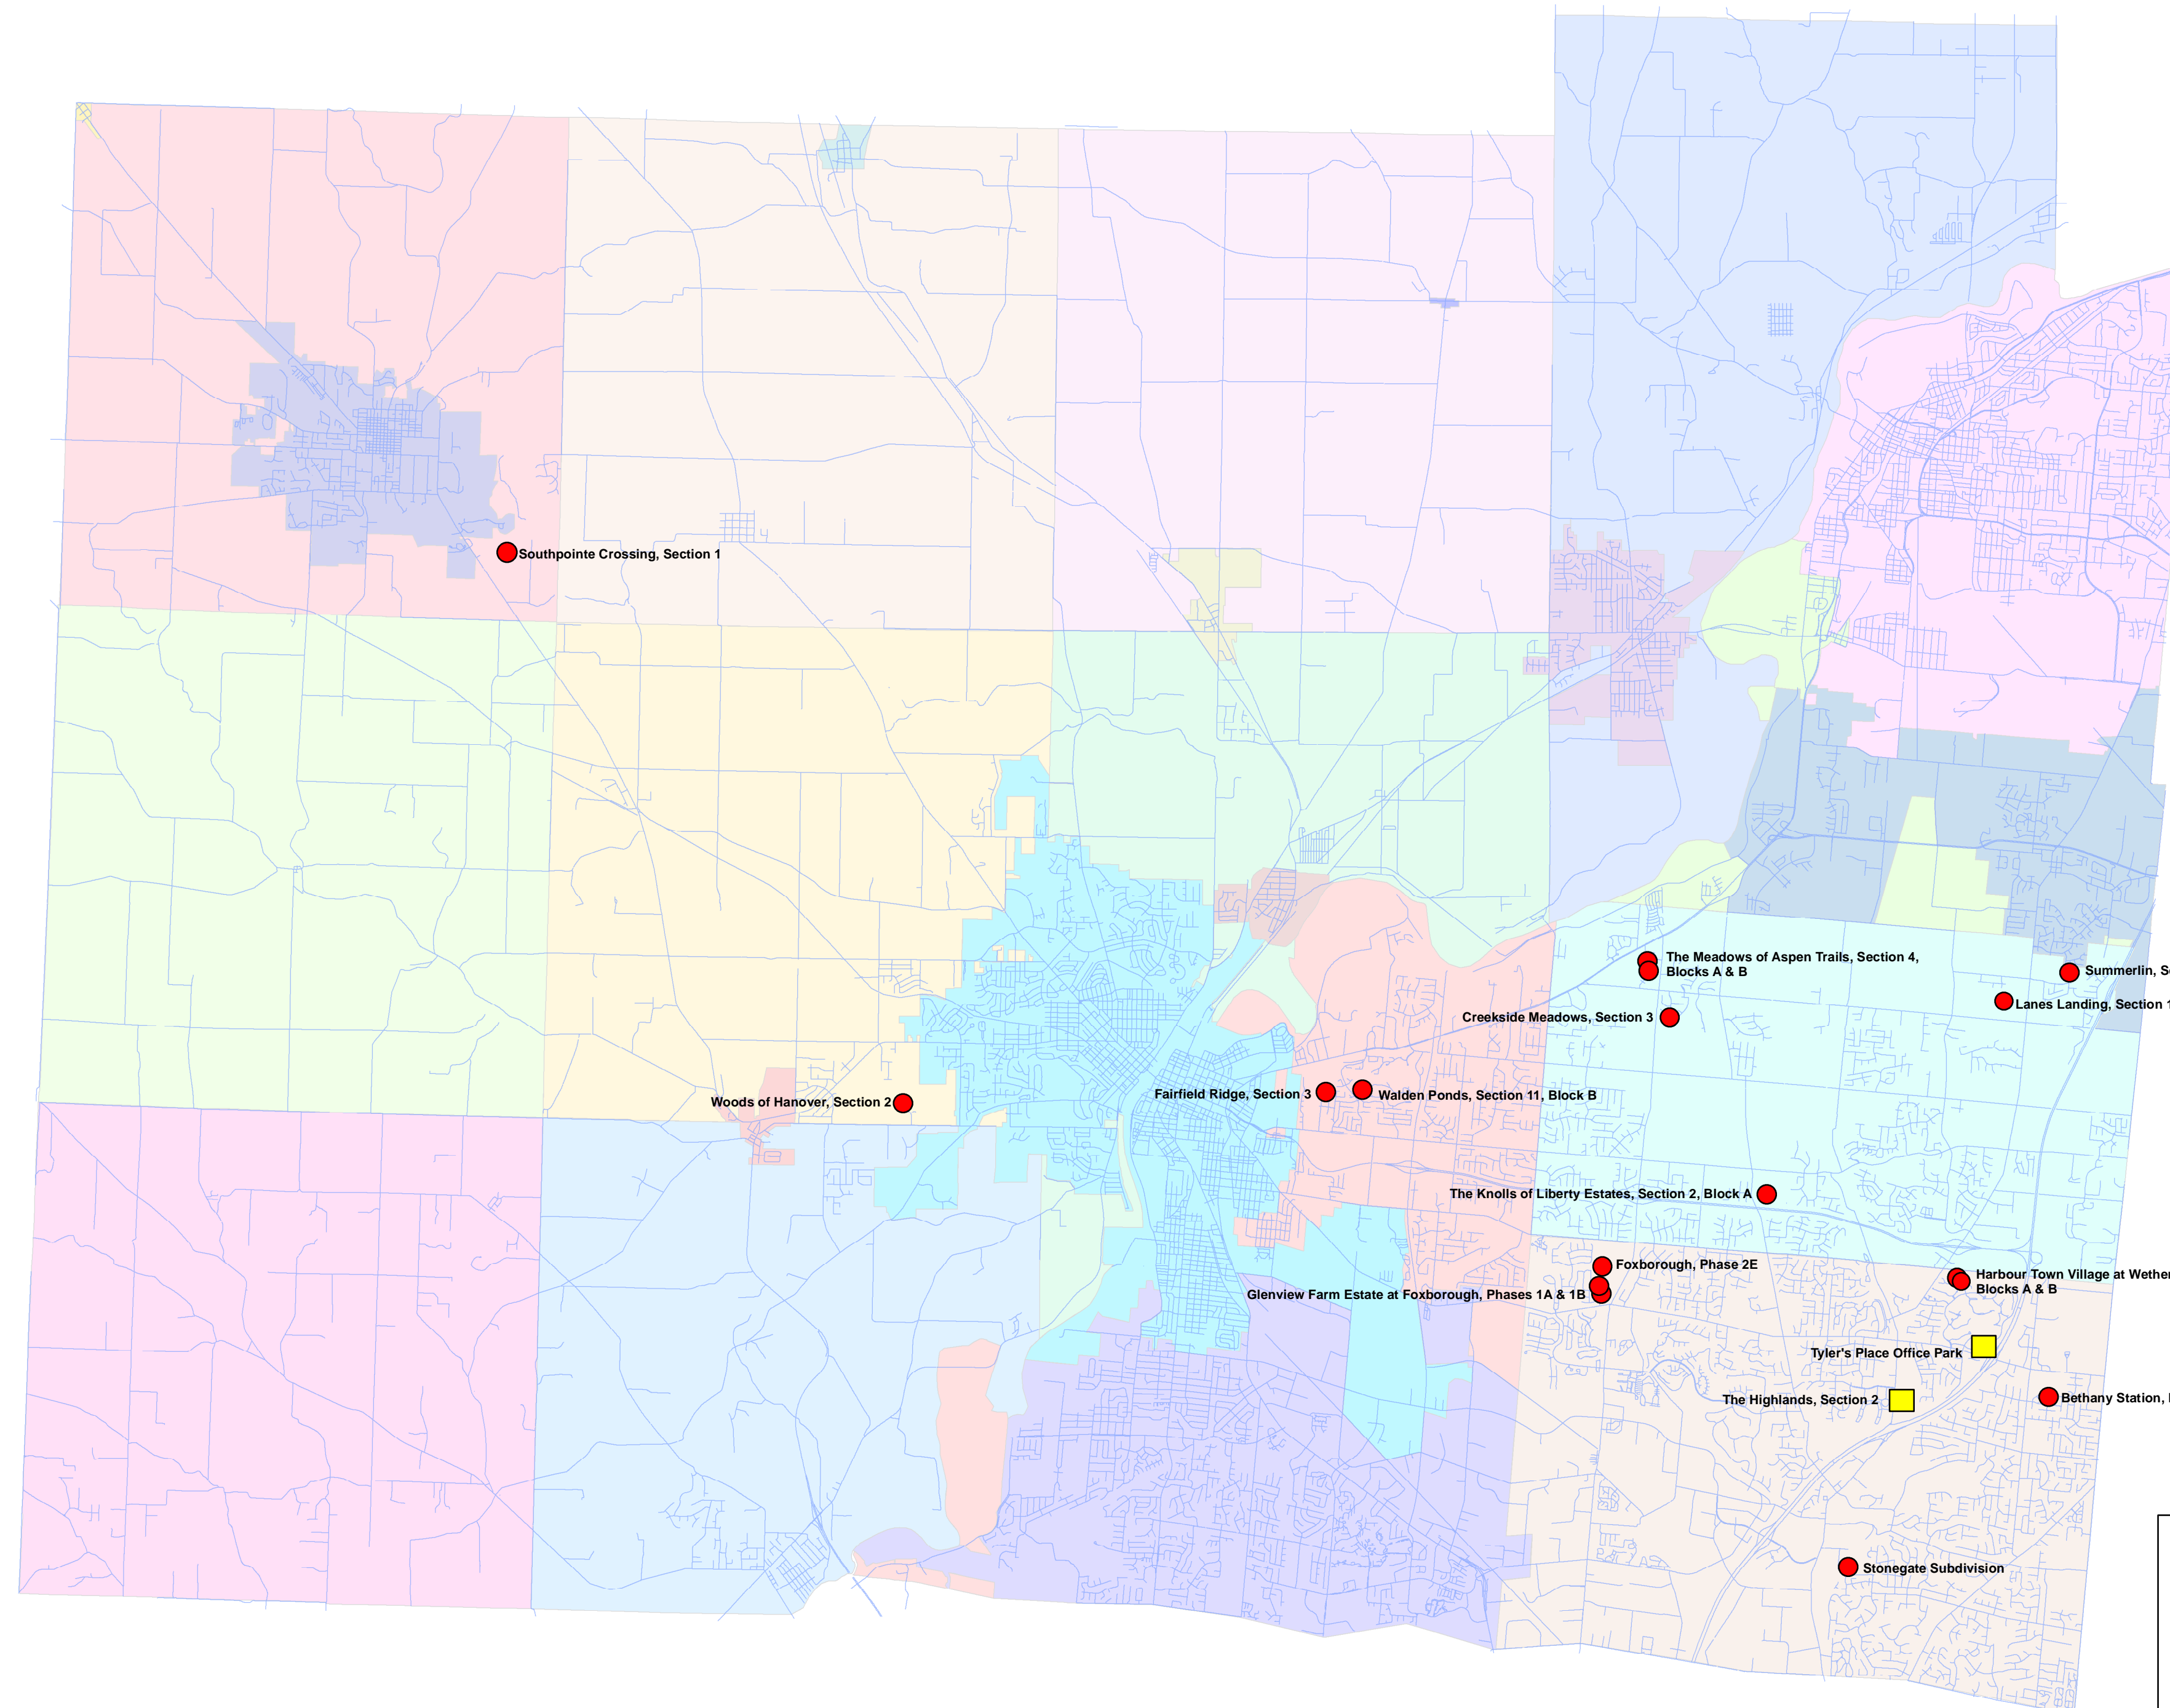 Southpointe Crossing, Section 1
The Meadows of Aspen Trails, Section 4,
Blocks A & B
Summerlin,
Lanes Landing, Section 1
Creekside Meadows, Section 3
Fairfield Ridge, Section 3
Walden Ponds, Section 11, Block B
Woods of Hanover, Section 2
The Knolls of Liberty Estates, Section 2, Block A
Foxborough, Phase 2E
Harbour Town Village at
Blocks A & B
Glenview Farm Estate at Foxborough, Phases 1A & 1B
Tyler's Place Office Park
The Highlands, Section 2
Bethany Station,
Stonegate Subdivision